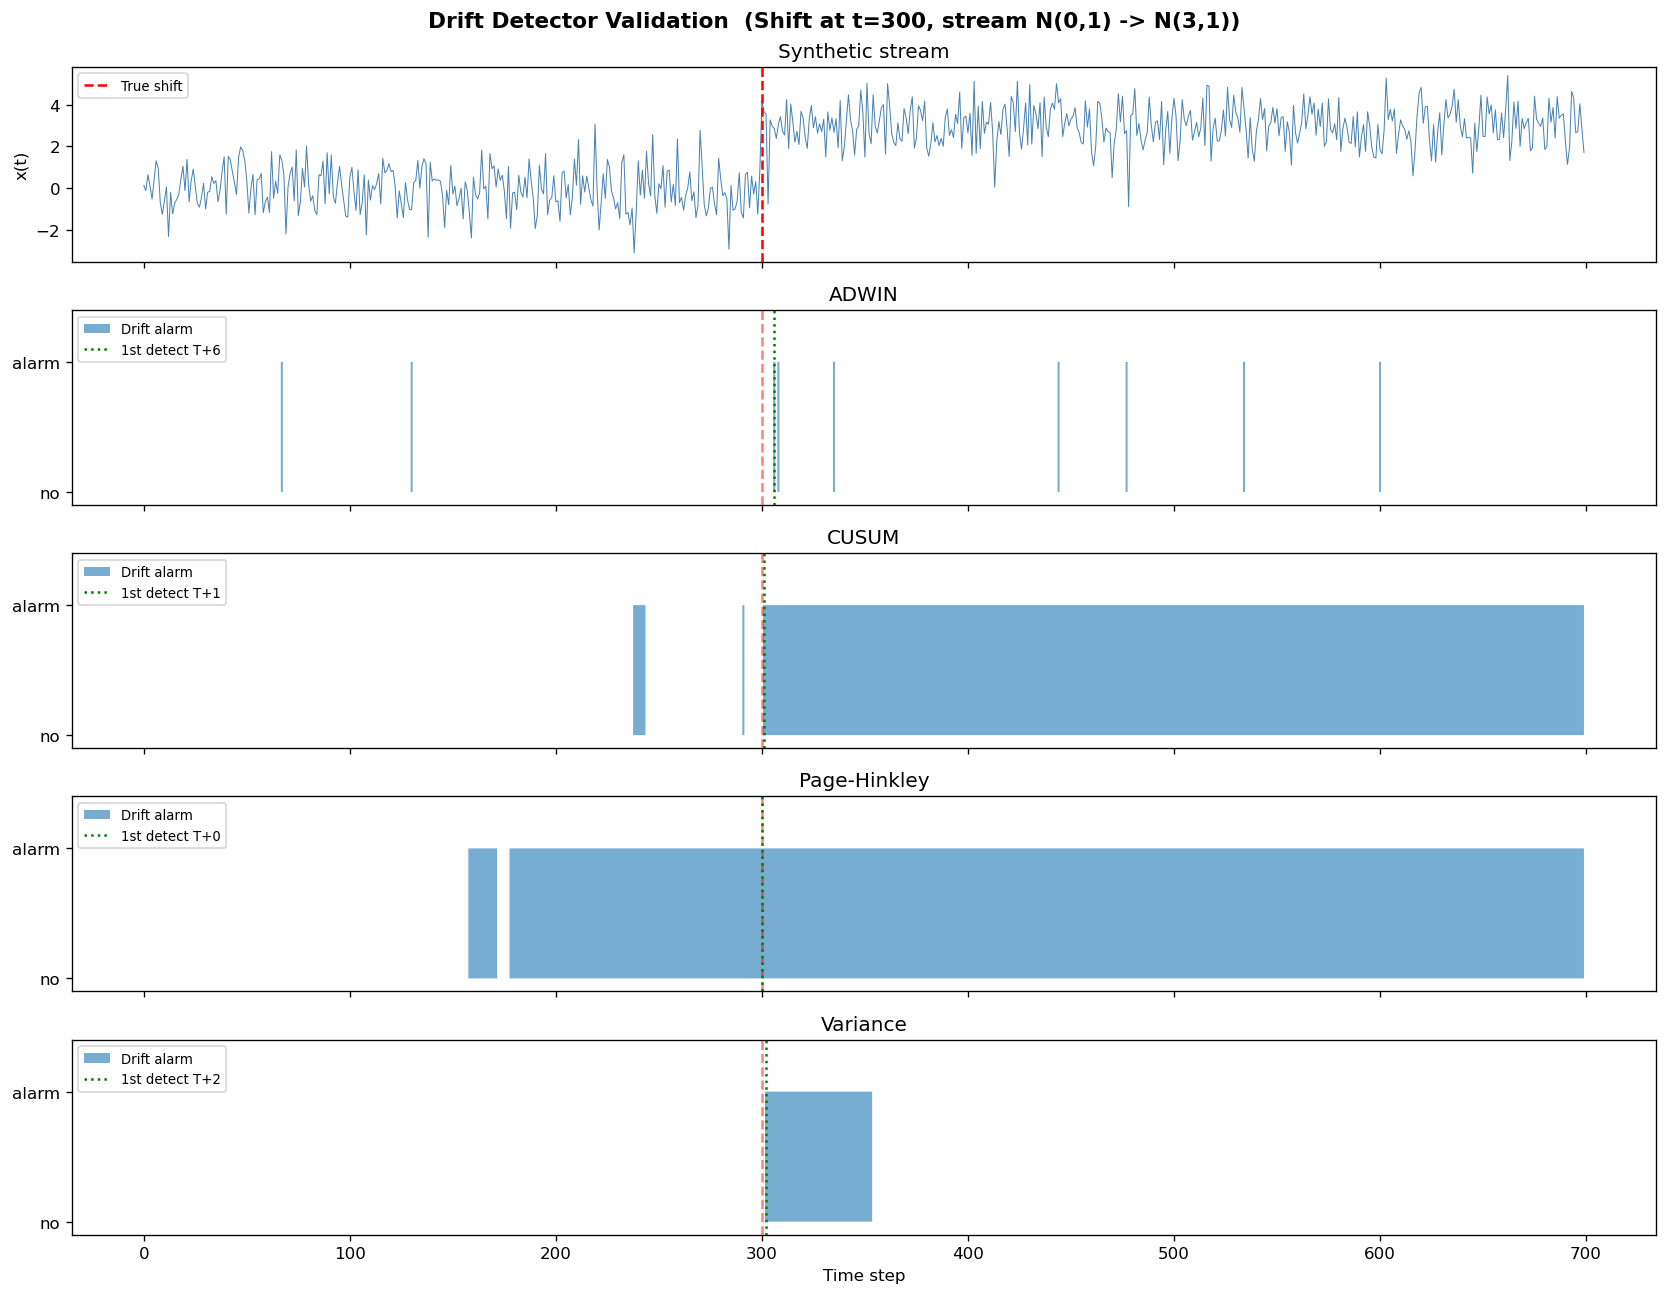 Drift Detector Validation  (Shift at t=300, stream N(0,1) -> N(3,1))
Synthetic stream
True shift
x(t)
4
2
0
−2
ADWIN
Drift alarm
1st detect T+6
alarm
no
CUSUM
Drift alarm
1st detect T+1
alarm
no
Page-Hinkley
Drift alarm
1st detect T+0
alarm
no
Variance
Drift alarm
1st detect T+2
alarm
no
0 100 200 300 400 500 600 700
Time step